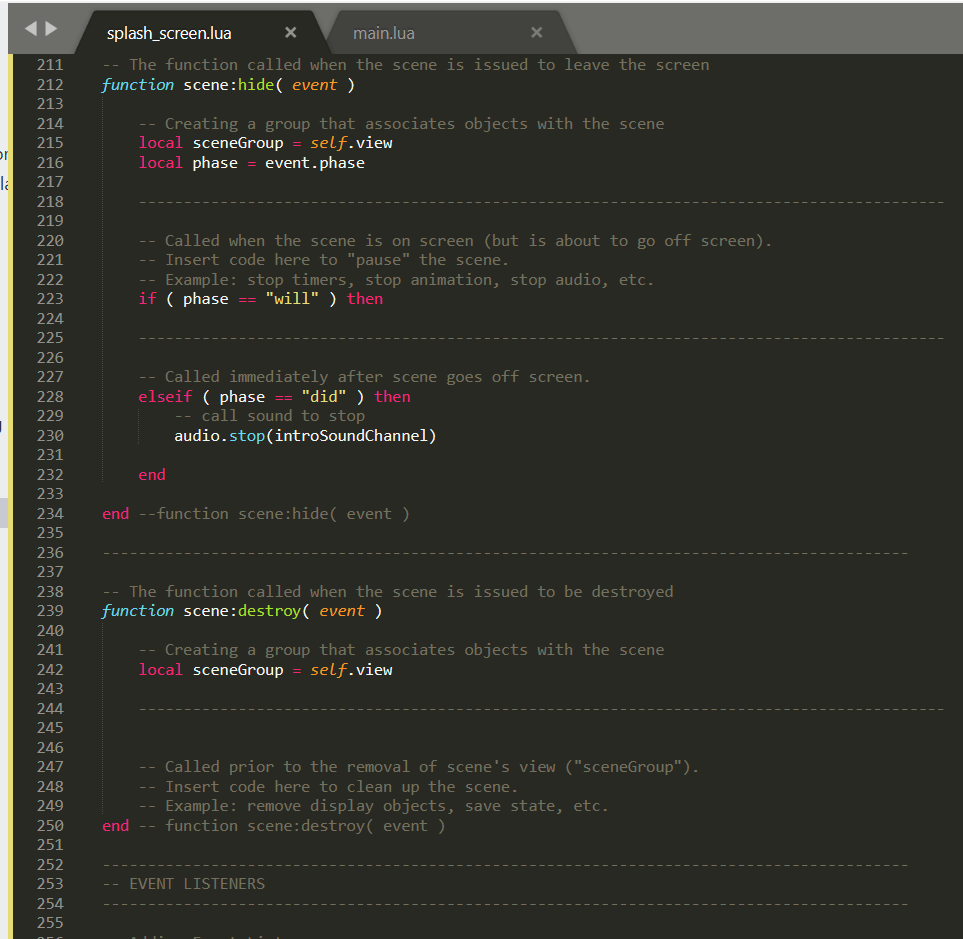 splash_screen.lua × main.lua ×
211 -- The function called when the scene is issued to leave the screen
212 function scene:hide( event )
213
214 -- Creating a group that associates objects with the scene
215 local sceneGroup = self.view
216 local phase = event.phase
217
218 -----------------------------------------------------------------------------------------
219
220 -- Called when the scene is on screen (but is about to go off screen).
221 -- Insert code here to "pause" the scene.
222 -- Example: stop timers, stop animation, stop audio, etc.
223 if ( phase == "will" ) then
224
225 -----------------------------------------------------------------------------------------
226
227 -- Called immediately after scene goes off screen.
228 elseif ( phase == "did" ) then
229 -- call sound to stop
230 audio.stop(introSoundChannel)
231
232 end
233
234 end --function scene:hide( event )
235
236 -----------------------------------------------------------------------------------------
237
238 -- The function called when the scene is issued to be destroyed
239 function scene:destroy( event )
240
241 -- Creating a group that associates objects with the scene
242 local sceneGroup = self.view
243
244 -----------------------------------------------------------------------------------------
245
246
247 -- Called prior to the removal of scene's view ("sceneGroup").
248 -- Insert code here to clean up the scene.
249 -- Example: remove display objects, save state, etc.
250 end -- function scene:destroy( event )
251
252 -----------------------------------------------------------------------------------------
253 -- EVENT LISTENERS
254 -----------------------------------------------------------------------------------------
255